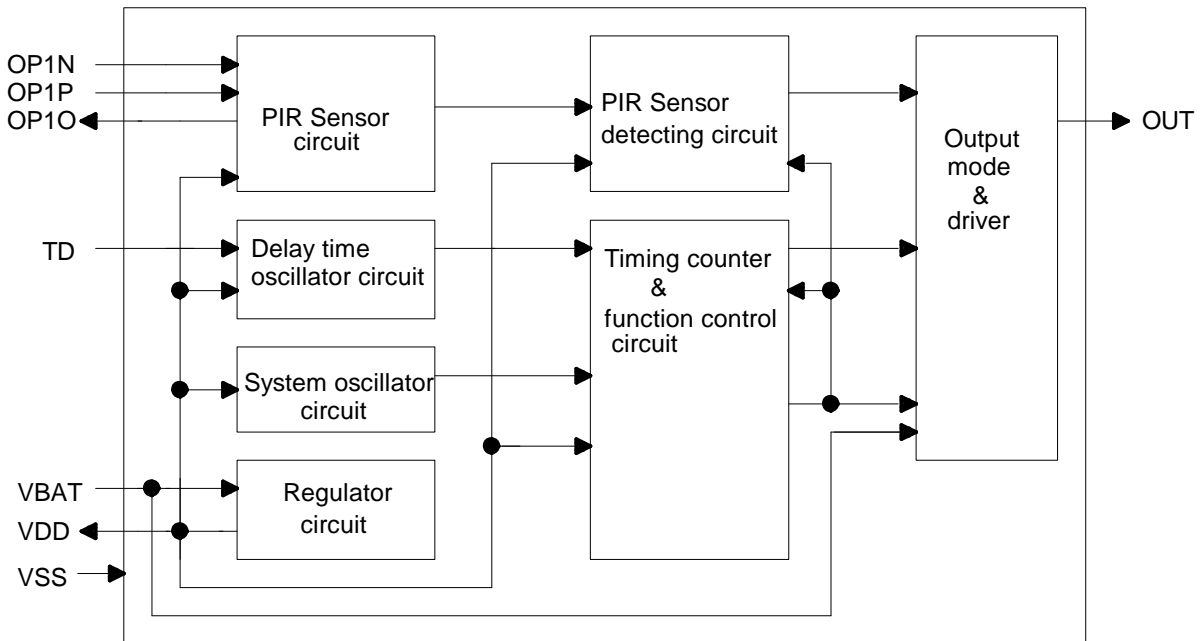 OP1N
OP1P
OP1O
TD
VBAT
VDD
VSS
PIR Sensor
circuit
Delay time
oscillator circuit
System oscillator
circuit
Regulator
circuit
PIR Sensor
detecting circuit
Timing counter
&
function control
circuit
Output
mode
&
driver
OUT